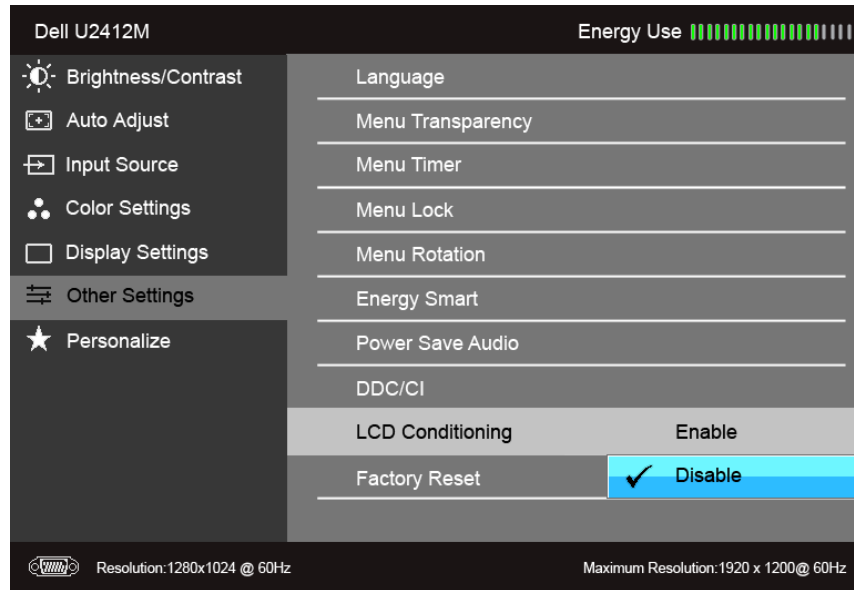 Dell U2412M
Energy Use
Brightness/Contrast
Auto Adjust
Input Source
Color Settings
Display Settings
Other Settings
Personalize
Language
Menu Transparency
Menu Timer
Menu Lock
Menu Rotation
Energy Smart
Power Save Audio
DDC/CI
LCD Conditioning Enable
Factory Reset Disable
Resolution:1280x1024 @ 60Hz
Maximum Resolution:1920 x 1200@ 60Hz